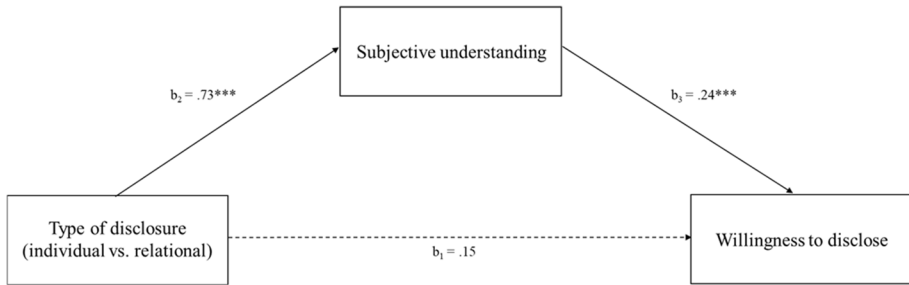 Subjective understanding
b₂ = .73***
b₃ = .24***
Type of disclosure
(individual vs. relational)
b₁ = .15
Willingness to disclose